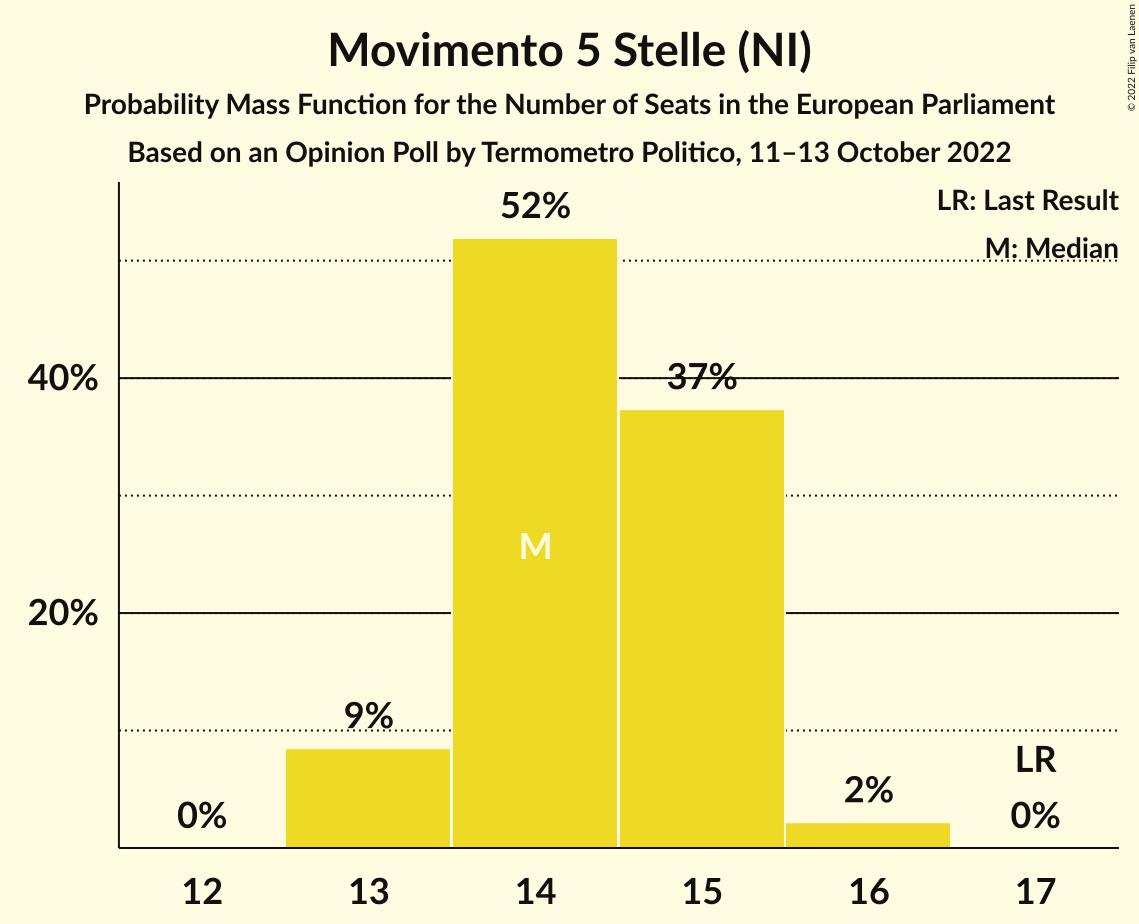 Movimento 5 Stelle (NI)
Probability Mass Function for the Number of Seats in the European Parliament
Based on an Opinion Poll by Termometro Politico, 11–13 October 2022
© 2022 Filip van Laenen
LR: Last Result
M: Median
52%
40%
37%
M
20%
9%
LR
2%
0%
0%
12 13 14 15 16 17